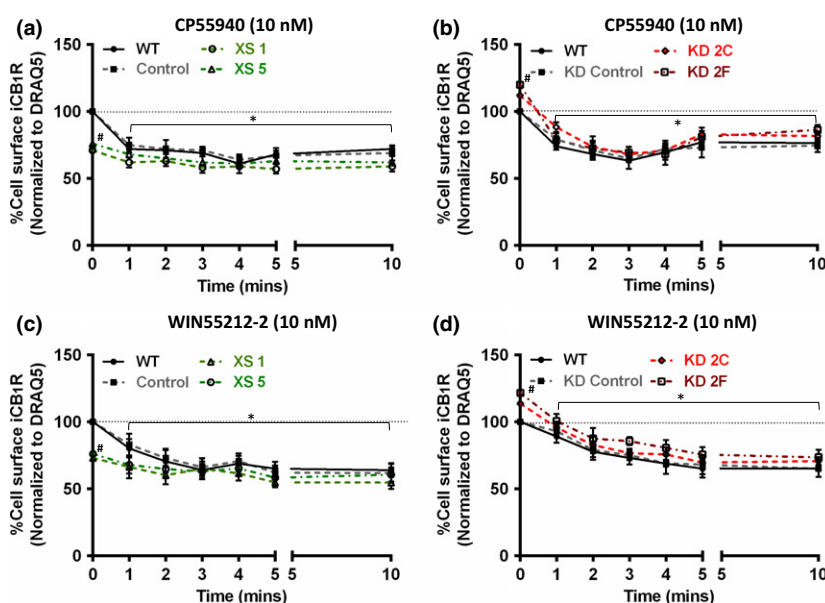 (a)
CP55940 (10 nM)
WT
Control
XS 1
XS 5
%Cell surface iCB1R
(Normalized to DRAQ5)
150
100
50
0
#
*
0 1 2 3 4 5 5 10
Time (mins)
(b)
CP55940 (10 nM)
WT
KD Control
KD 2C
KD 2F
%Cell surface iCB1R
(Normalized to DRAQ5)
150
100
50
0
#
*
0 1 2 3 4 5 5 10
Time (mins)
(c)
WIN55212-2 (10 nM)
WT
Control
XS 1
XS 5
%Cell surface iCB1R
(Normalized to DRAQ5)
150
100
50
0
#
*
0 1 2 3 4 5 5 10
Time (mins)
(d)
WIN55212-2 (10 nM)
WT
KD Control
KD 2C
KD 2F
%Cell surface iCB1R
(Normalized to DRAQ5)
150
100
50
0
#
*
0 1 2 3 4 5 5 10
Time (mins)